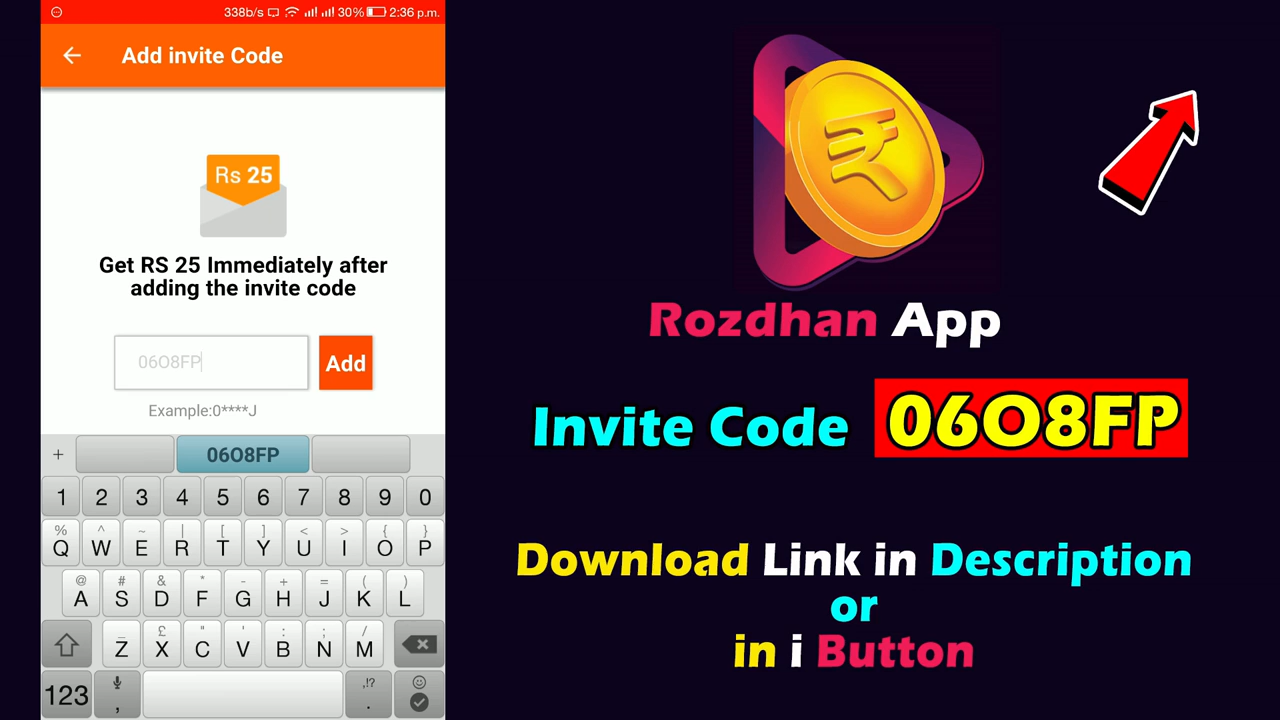 338b/s 30% 2:36 p.m.
Add invite Code
Rs 25
Get RS 25 Immediately after
adding the invite code
06O8FP
Add
Example:0****J
+ 06O8FP
1 2 3 4 5 6 7 8 9 0
% ^ ~ | [ ] < > { }
Q W E R T Y U I O P
@ # & * - + = ( )
A S D F G H J K L
_ £ " ' : ; /
Z X C V B N M
123 , ,!? .
₹
Rozdhan App
Invite Code 06O8FP
Download Link in Description
or
in i Button